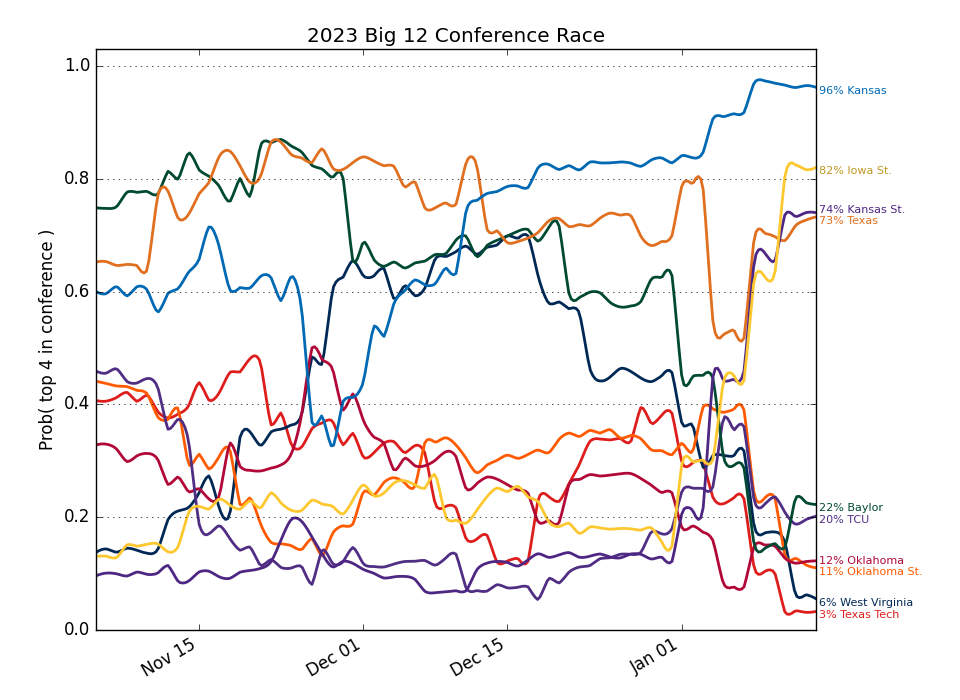 2023 Big 12 Conference Race
Prob( top 4 in conference )
1.0
0.8
0.6
0.4
0.2
0.0
Nov 15
Dec 01
Dec 15
Jan 01
96% Kansas
82% Iowa St.
74% Kansas St.
73% Texas
22% Baylor
20% TCU
12% Oklahoma
11% Oklahoma St.
6% West Virginia
3% Texas Tech